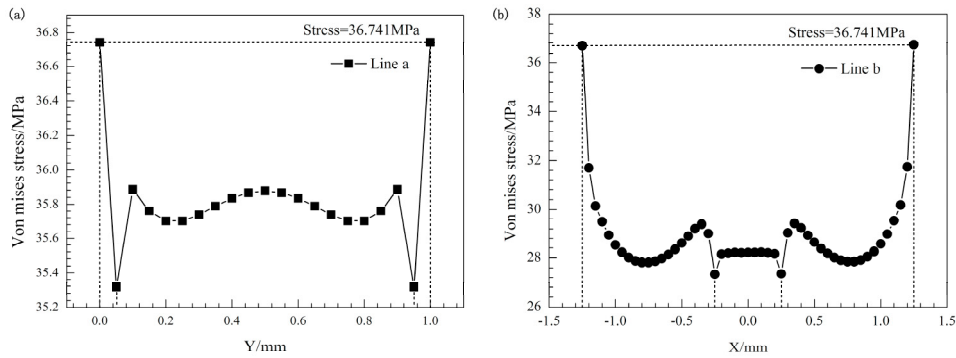 (a)
Stress=36.741MPa
Line a
Von mises stress/MPa
36.8
36.6
36.4
36.2
36.0
35.8
35.6
35.4
35.2
0.0
0.2
0.4
0.6
0.8
1.0
Y/mm
(b)
Stress=36.741MPa
Line b
Von mises stress/MPa
38
36
34
32
30
28
26
-1.5
-1.0
-0.5
0.0
0.5
1.0
1.5
X/mm